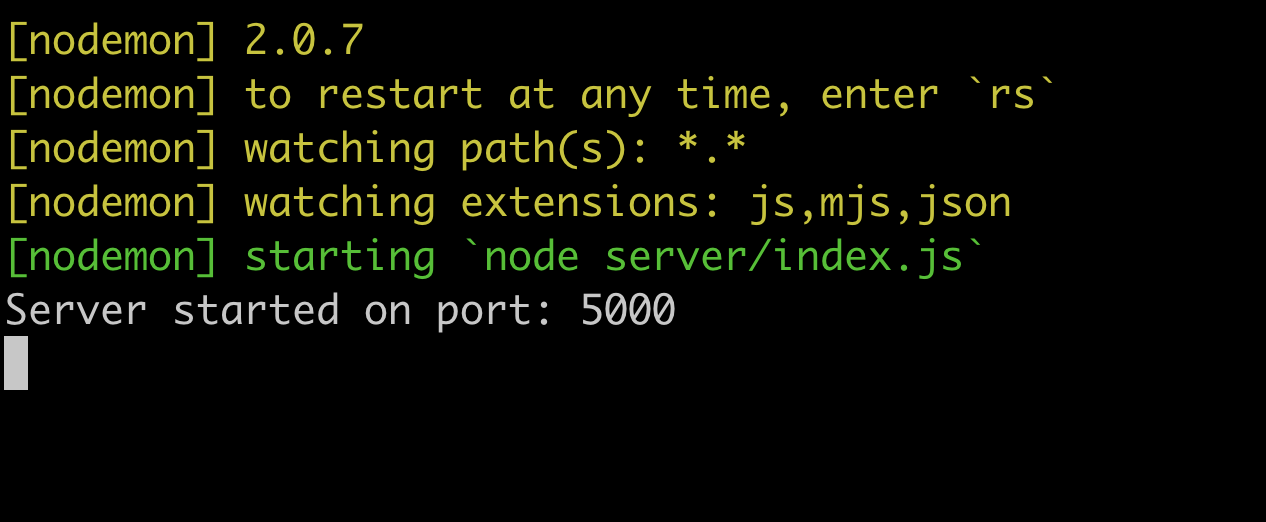 [nodemon] 2.0.7
[nodemon] to restart at any time, enter `rs`
[nodemon] watching path(s): *.*
[nodemon] watching extensions: js,mjs,json
[nodemon] starting `node server/index.js`
Server started on port: 5000